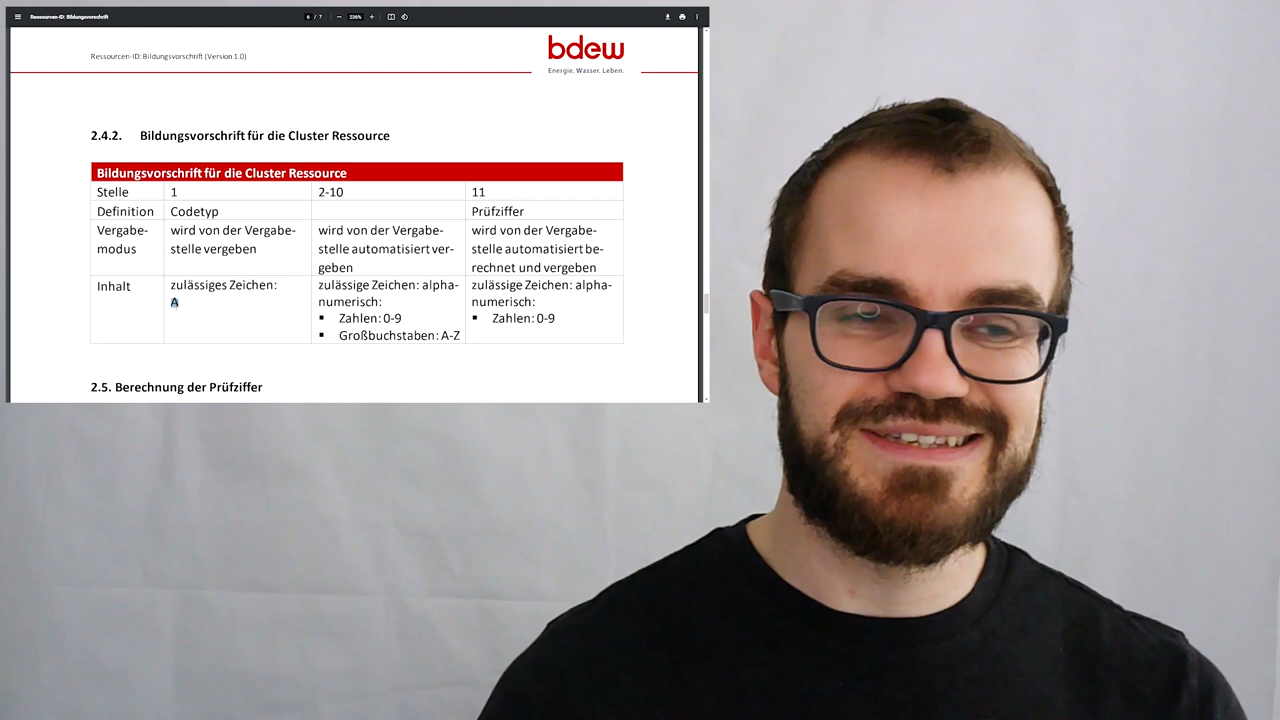 Ressourcen-ID: Bildungsvorschrift
6 / 7
236%
Ressourcen-ID: Bildungsvorschrift (Version 1.0)
bdew
Energie. Wasser. Leben.
2.4.2. Bildungsvorschrift für die Cluster Ressource
Bildungsvorschrift für die Cluster Ressource
Stelle 1 2-10 11
Definition Codetyp Prüfziffer
Vergabe- wird von der Vergabe- wird von der Vergabe- wird von der Vergabe-
modus stelle vergeben stelle automatisiert ver- stelle automatisiert be-
geben rechnet und vergeben
Inhalt zulässiges Zeichen: zulässige Zeichen: alpha- zulässige Zeichen: alpha-
A numerisch: numerisch:
▪ Zahlen: 0-9 ▪ Zahlen: 0-9
▪ Großbuchstaben: A-Z
2.5. Berechnung der Prüfziffer